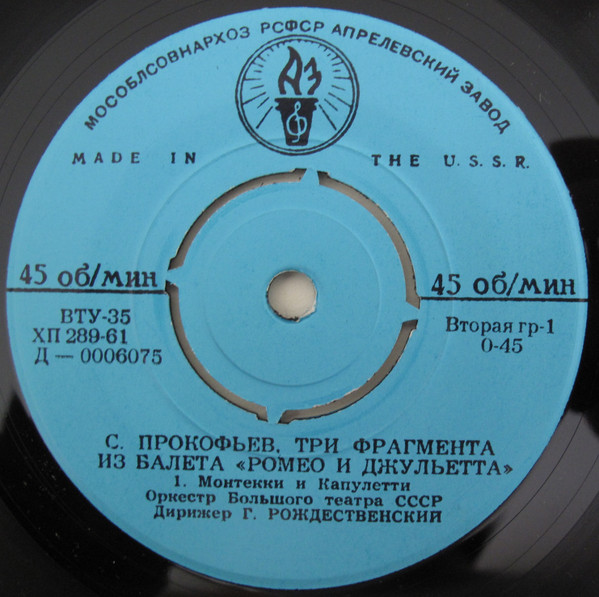 МОСОБЛСОВНАРХОЗ РСФСР АПРЕЛЕВСКИЙ ЗАВОД
АЗ
MADE IN THE U.S.S.R.
45 об/мин
45 об/мин
ВТУ-35
ХП 289-61
Д — 0006075
Вторая гр-1
0-45
С. ПРОКОФЬЕВ. ТРИ ФРАГМЕНТА
ИЗ БАЛЕТА «РОМЕО И ДЖУЛЬЕТТА»
1. Монтекки и Капулетти
Оркестр Большого театра СССР
Дирижер Г. РОЖДЕСТВЕНСКИЙ